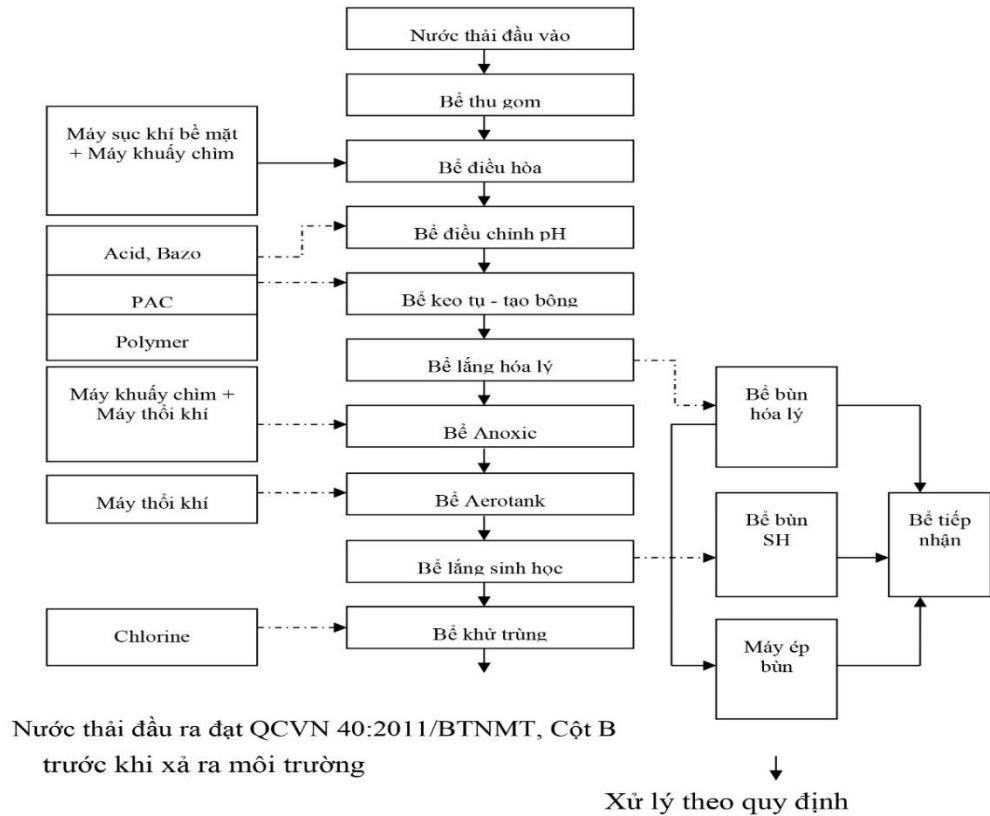 Nước thải đầu vào
Bể thu gom
Máy sục khí bề mặt
+ Máy khuấy chìm
Bể điều hòa
Acid, Bazo
Bể điều chỉnh pH
PAC
Bể keo tụ - tạo bông
Polymer
Bể lắng hóa lý
Bể bùn
hóa lý
Máy khuấy chìm +
Máy thổi khí
Bể Anoxic
Máy thổi khí
Bể Aerotank
Bể bùn
SH
Bể tiếp
nhận
Bể lắng sinh học
Chlorine
Bể khử trùng
Máy ép
bùn
Nước thải đầu ra đạt QCVN 40:2011/BTNMT, Cột B
trước khi xả ra môi trường
Xử lý theo quy định